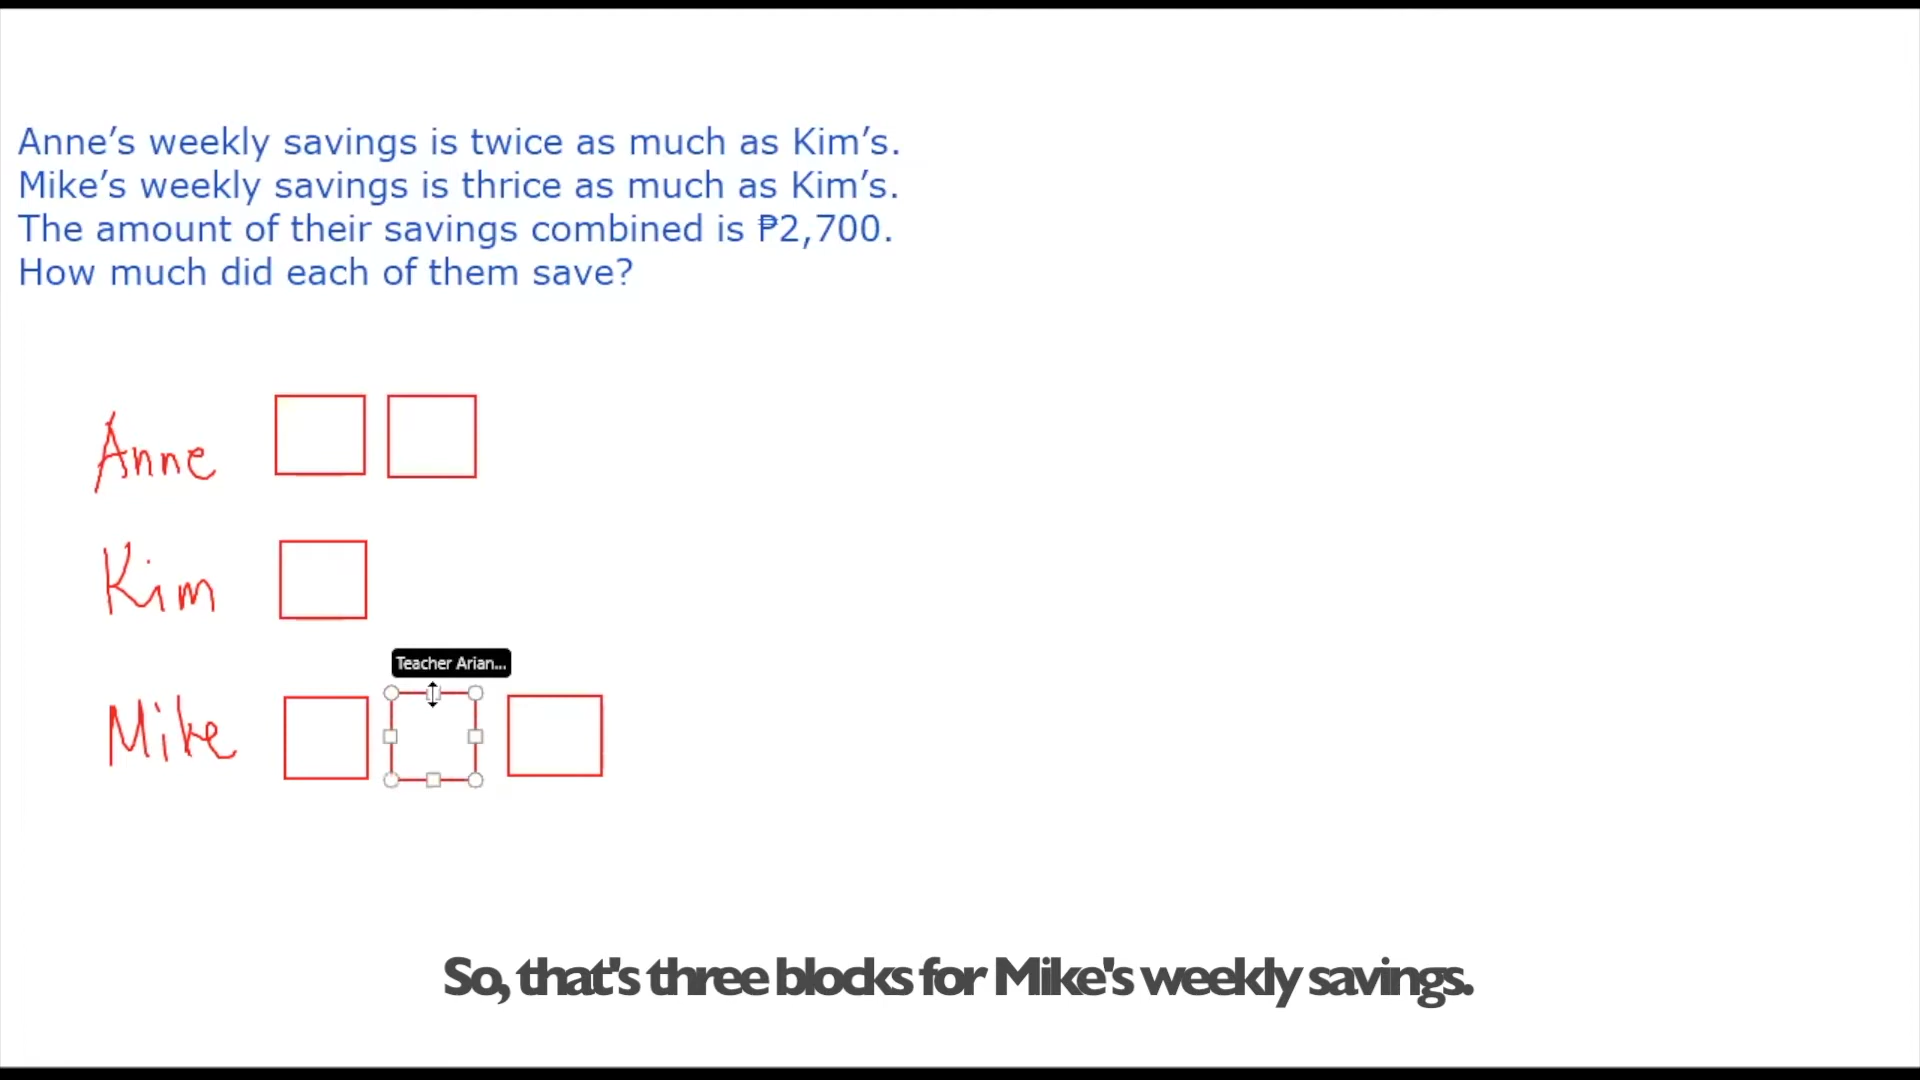 Anne’s weekly savings is twice as much as Kim’s.
Mike’s weekly savings is thrice as much as Kim’s.
The amount of their savings combined is ₱2,700.
How much did each of them save?
Anne
Kim
Teacher Arian...
Mike
So, that's three blocks for Mike's weekly savings.